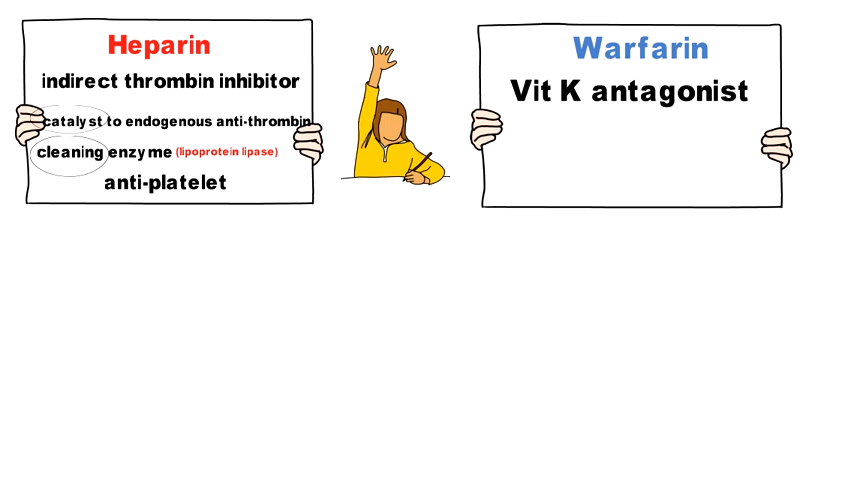 Heparin
indirect thrombin inhibitor
catalyst to endogenous anti-thrombin
cleaning enzyme (lipoprotein lipase)
anti-platelet
Warfarin
Vit K antagonist